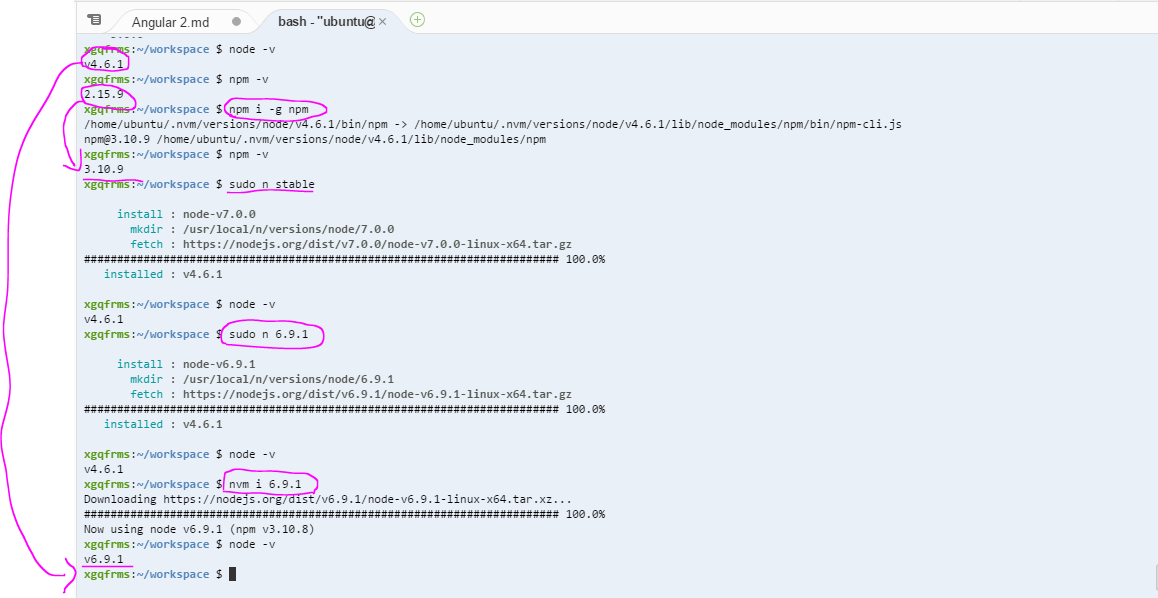 Angular 2.md
bash - "ubuntu@
xgqfrms:~/workspace $ node -v
v4.6.1
xgqfrms:~/workspace $ npm -v
2.15.9
xgqfrms:~/workspace $ npm i -g npm
/home/ubuntu/.nvm/versions/node/v4.6.1/bin/npm -> /home/ubuntu/.nvm/versions/node/v4.6.1/lib/node_modules/npm/bin/npm-cli.js
npm@3.10.9 /home/ubuntu/.nvm/versions/node/v4.6.1/lib/node_modules/npm
xgqfrms:~/workspace $ npm -v
3.10.9
xgqfrms:~/workspace $ sudo n stable
install : node-v7.0.0
mkdir : /usr/local/n/versions/node/7.0.0
fetch : https://nodejs.org/dist/v7.0.0/node-v7.0.0-linux-x64.tar.gz
######################################################################## 100.0%
installed : v4.6.1
xgqfrms:~/workspace $ node -v
v4.6.1
xgqfrms:~/workspace $ sudo n 6.9.1
install : node-v6.9.1
mkdir : /usr/local/n/versions/node/6.9.1
fetch : https://nodejs.org/dist/v6.9.1/node-v6.9.1-linux-x64.tar.gz
######################################################################## 100.0%
installed : v4.6.1
xgqfrms:~/workspace $ node -v
v4.6.1
xgqfrms:~/workspace $ nvm i 6.9.1
Downloading https://nodejs.org/dist/v6.9.1/node-v6.9.1-linux-x64.tar.xz...
######################################################################## 100.0%
Now using node v6.9.1 (npm v3.10.8)
xgqfrms:~/workspace $ node -v
v6.9.1
xgqfrms:~/workspace $